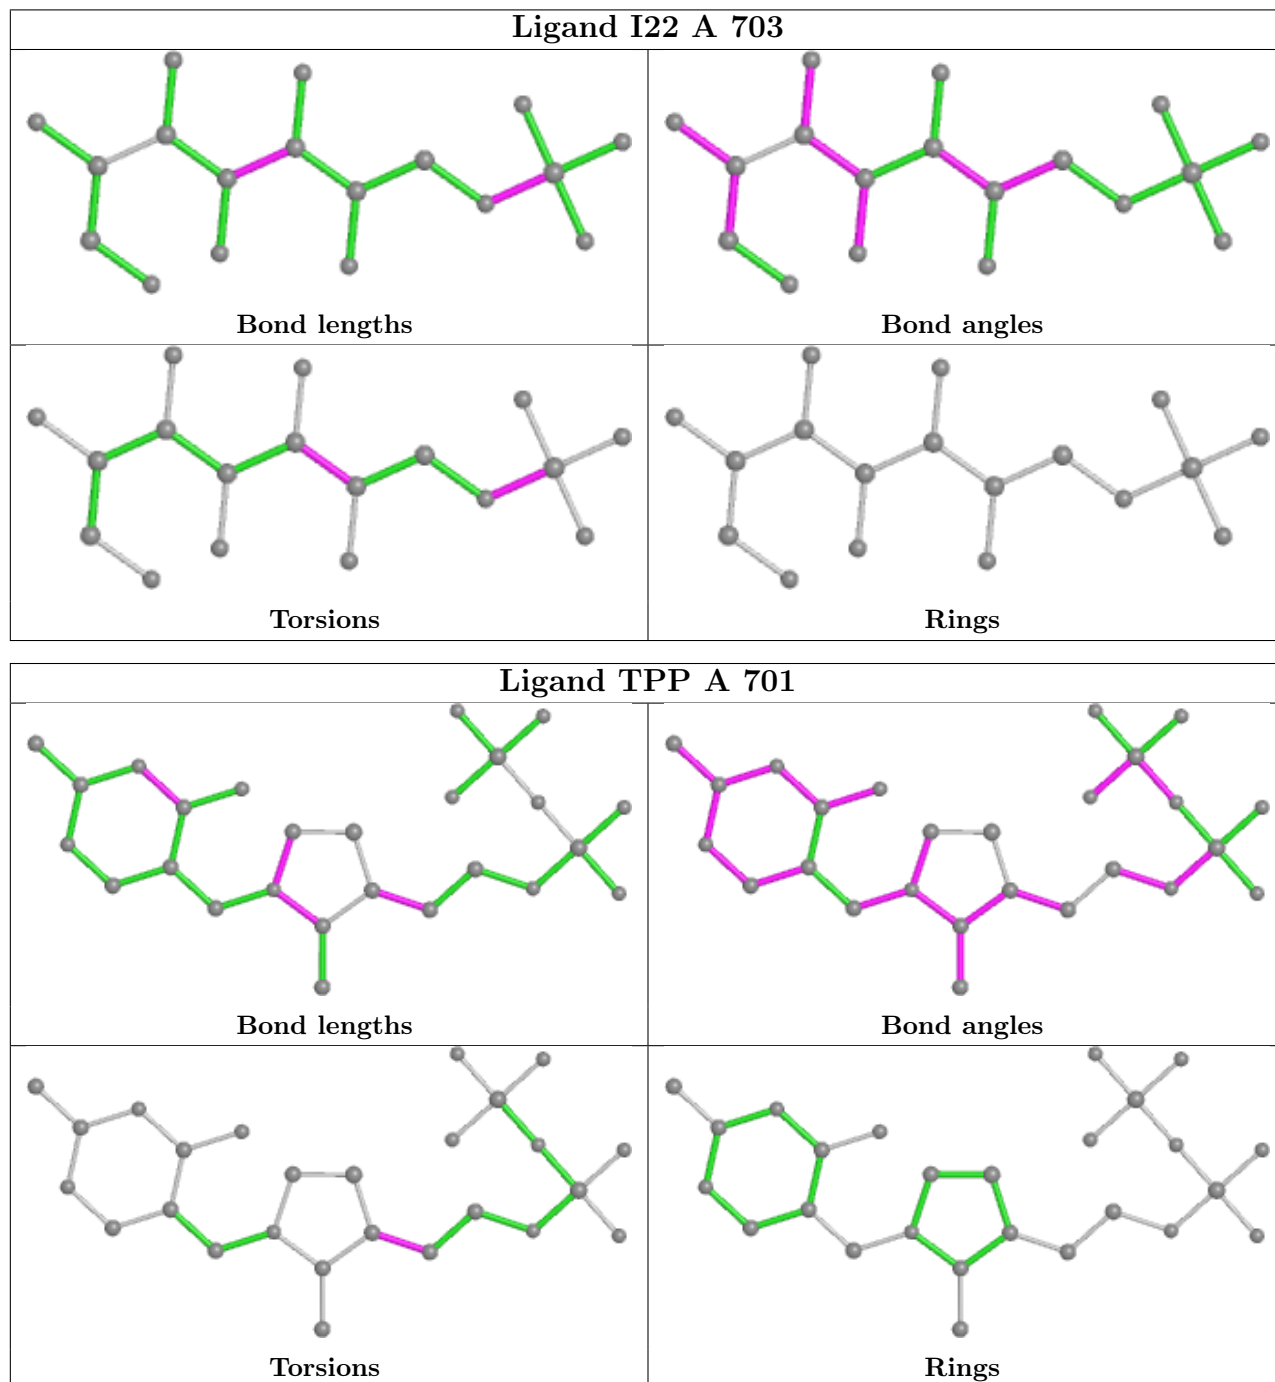 Ligand I22 A 703
Bond lengths
Bond angles
Torsions
Rings
Ligand TPP A 701
Bond lengths
Bond angles
Torsions
Rings